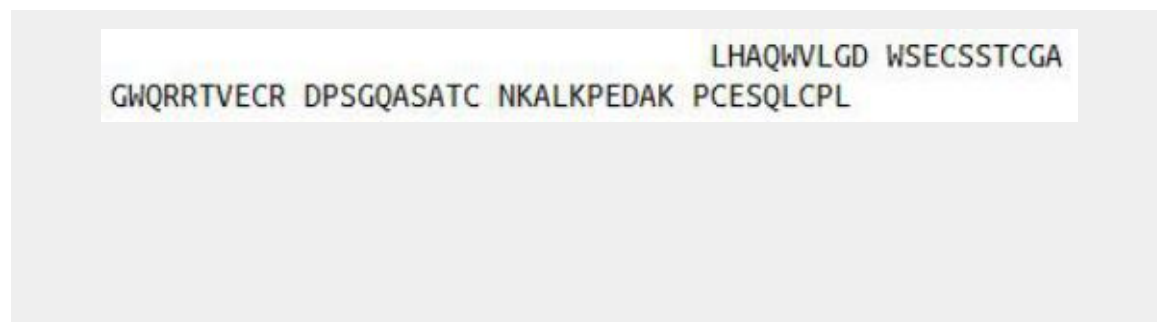 LHAQWVLGD WSECSSTCGA
GWQRRTVECR DPSGQASATC NKALKPEDAK PCESQLCPL